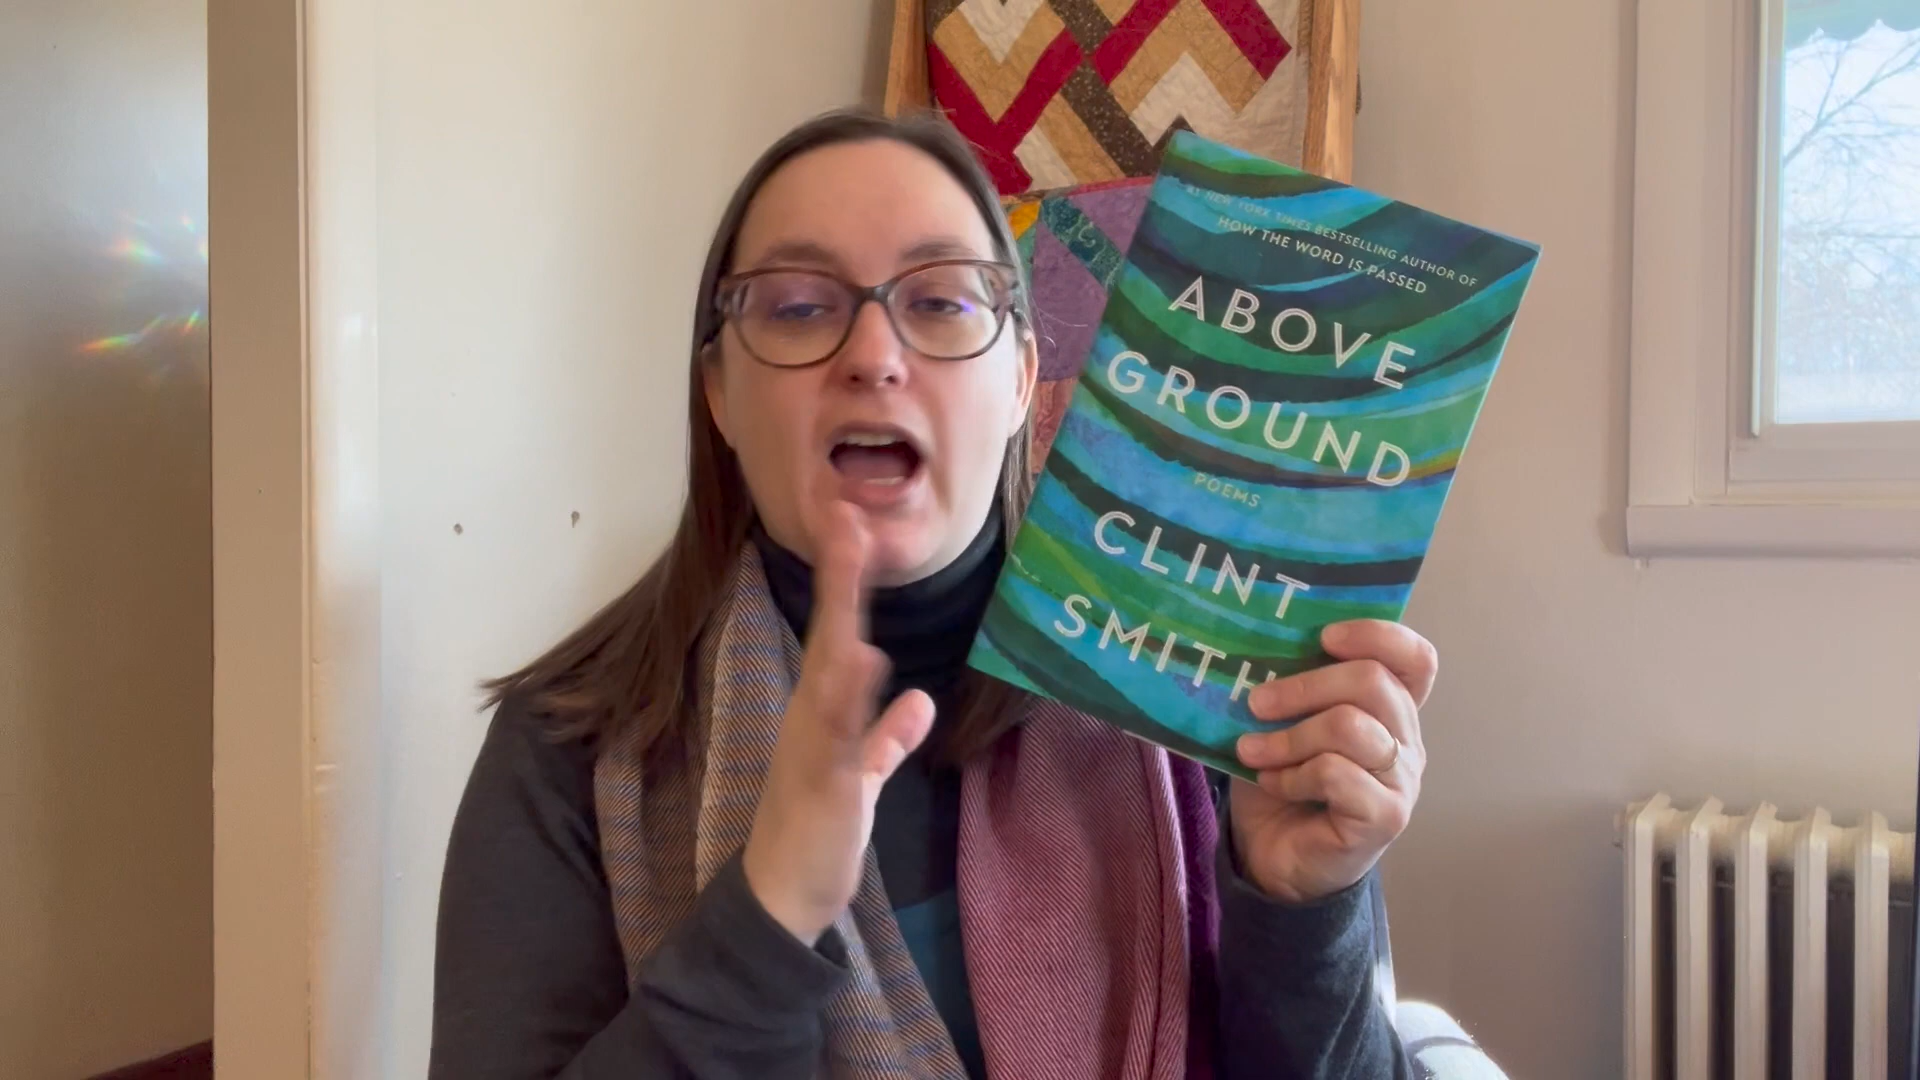 #1 NEW YORK TIMES BESTSELLING AUTHOR OF
HOW THE WORD IS PASSED
ABOVE
GROUND
POEMS
CLINT
SMITH